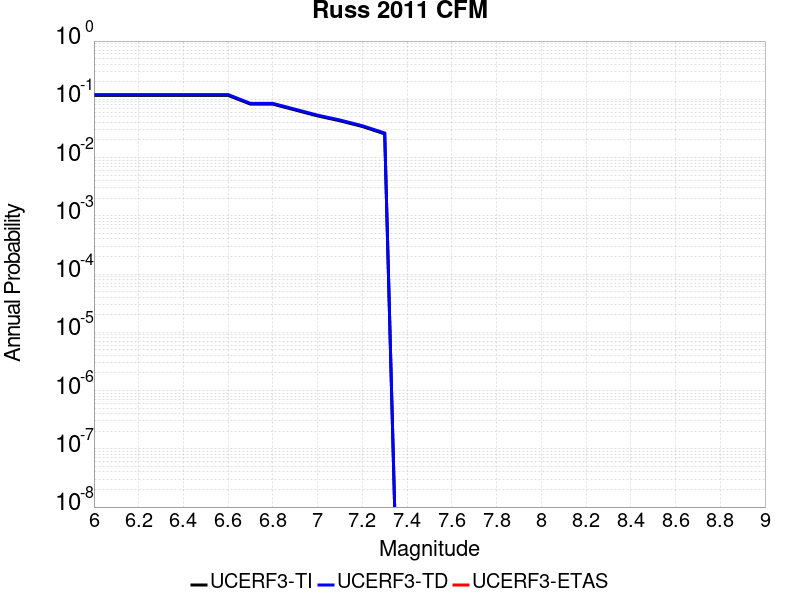 Russ 2011 CFM
10^0
10^-1
10^-2
10^-3
10^-4
10^-5
10^-6
10^-7
10^-8
Annual Probability
6 6.2 6.4 6.6 6.8 7 7.2 7.4 7.6 7.8 8 8.2 8.4 8.6 8.8 9
Magnitude
UCERF3-TI UCERF3-TD UCERF3-ETAS